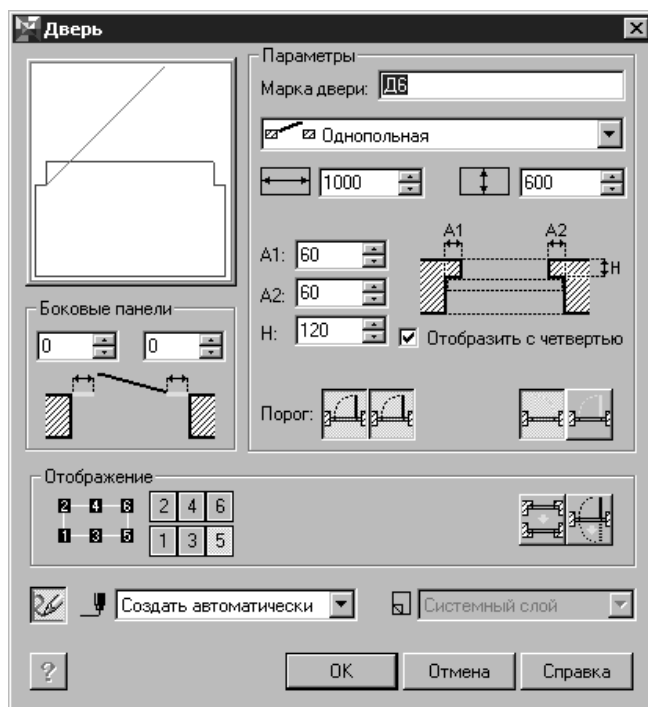 Дверь
Параметры
Марка двери: Д6
Однопольная
1000 600
A1 A2
A1: 60
H
A2: 60
Боковые панели
0 0
H: 120 Отобразить с четвертью
Порог:
Отображение
2 4 6 2 4 6
1 3 5 1 3 5
Создать автоматически Системный слой
? OK Отмена Справка